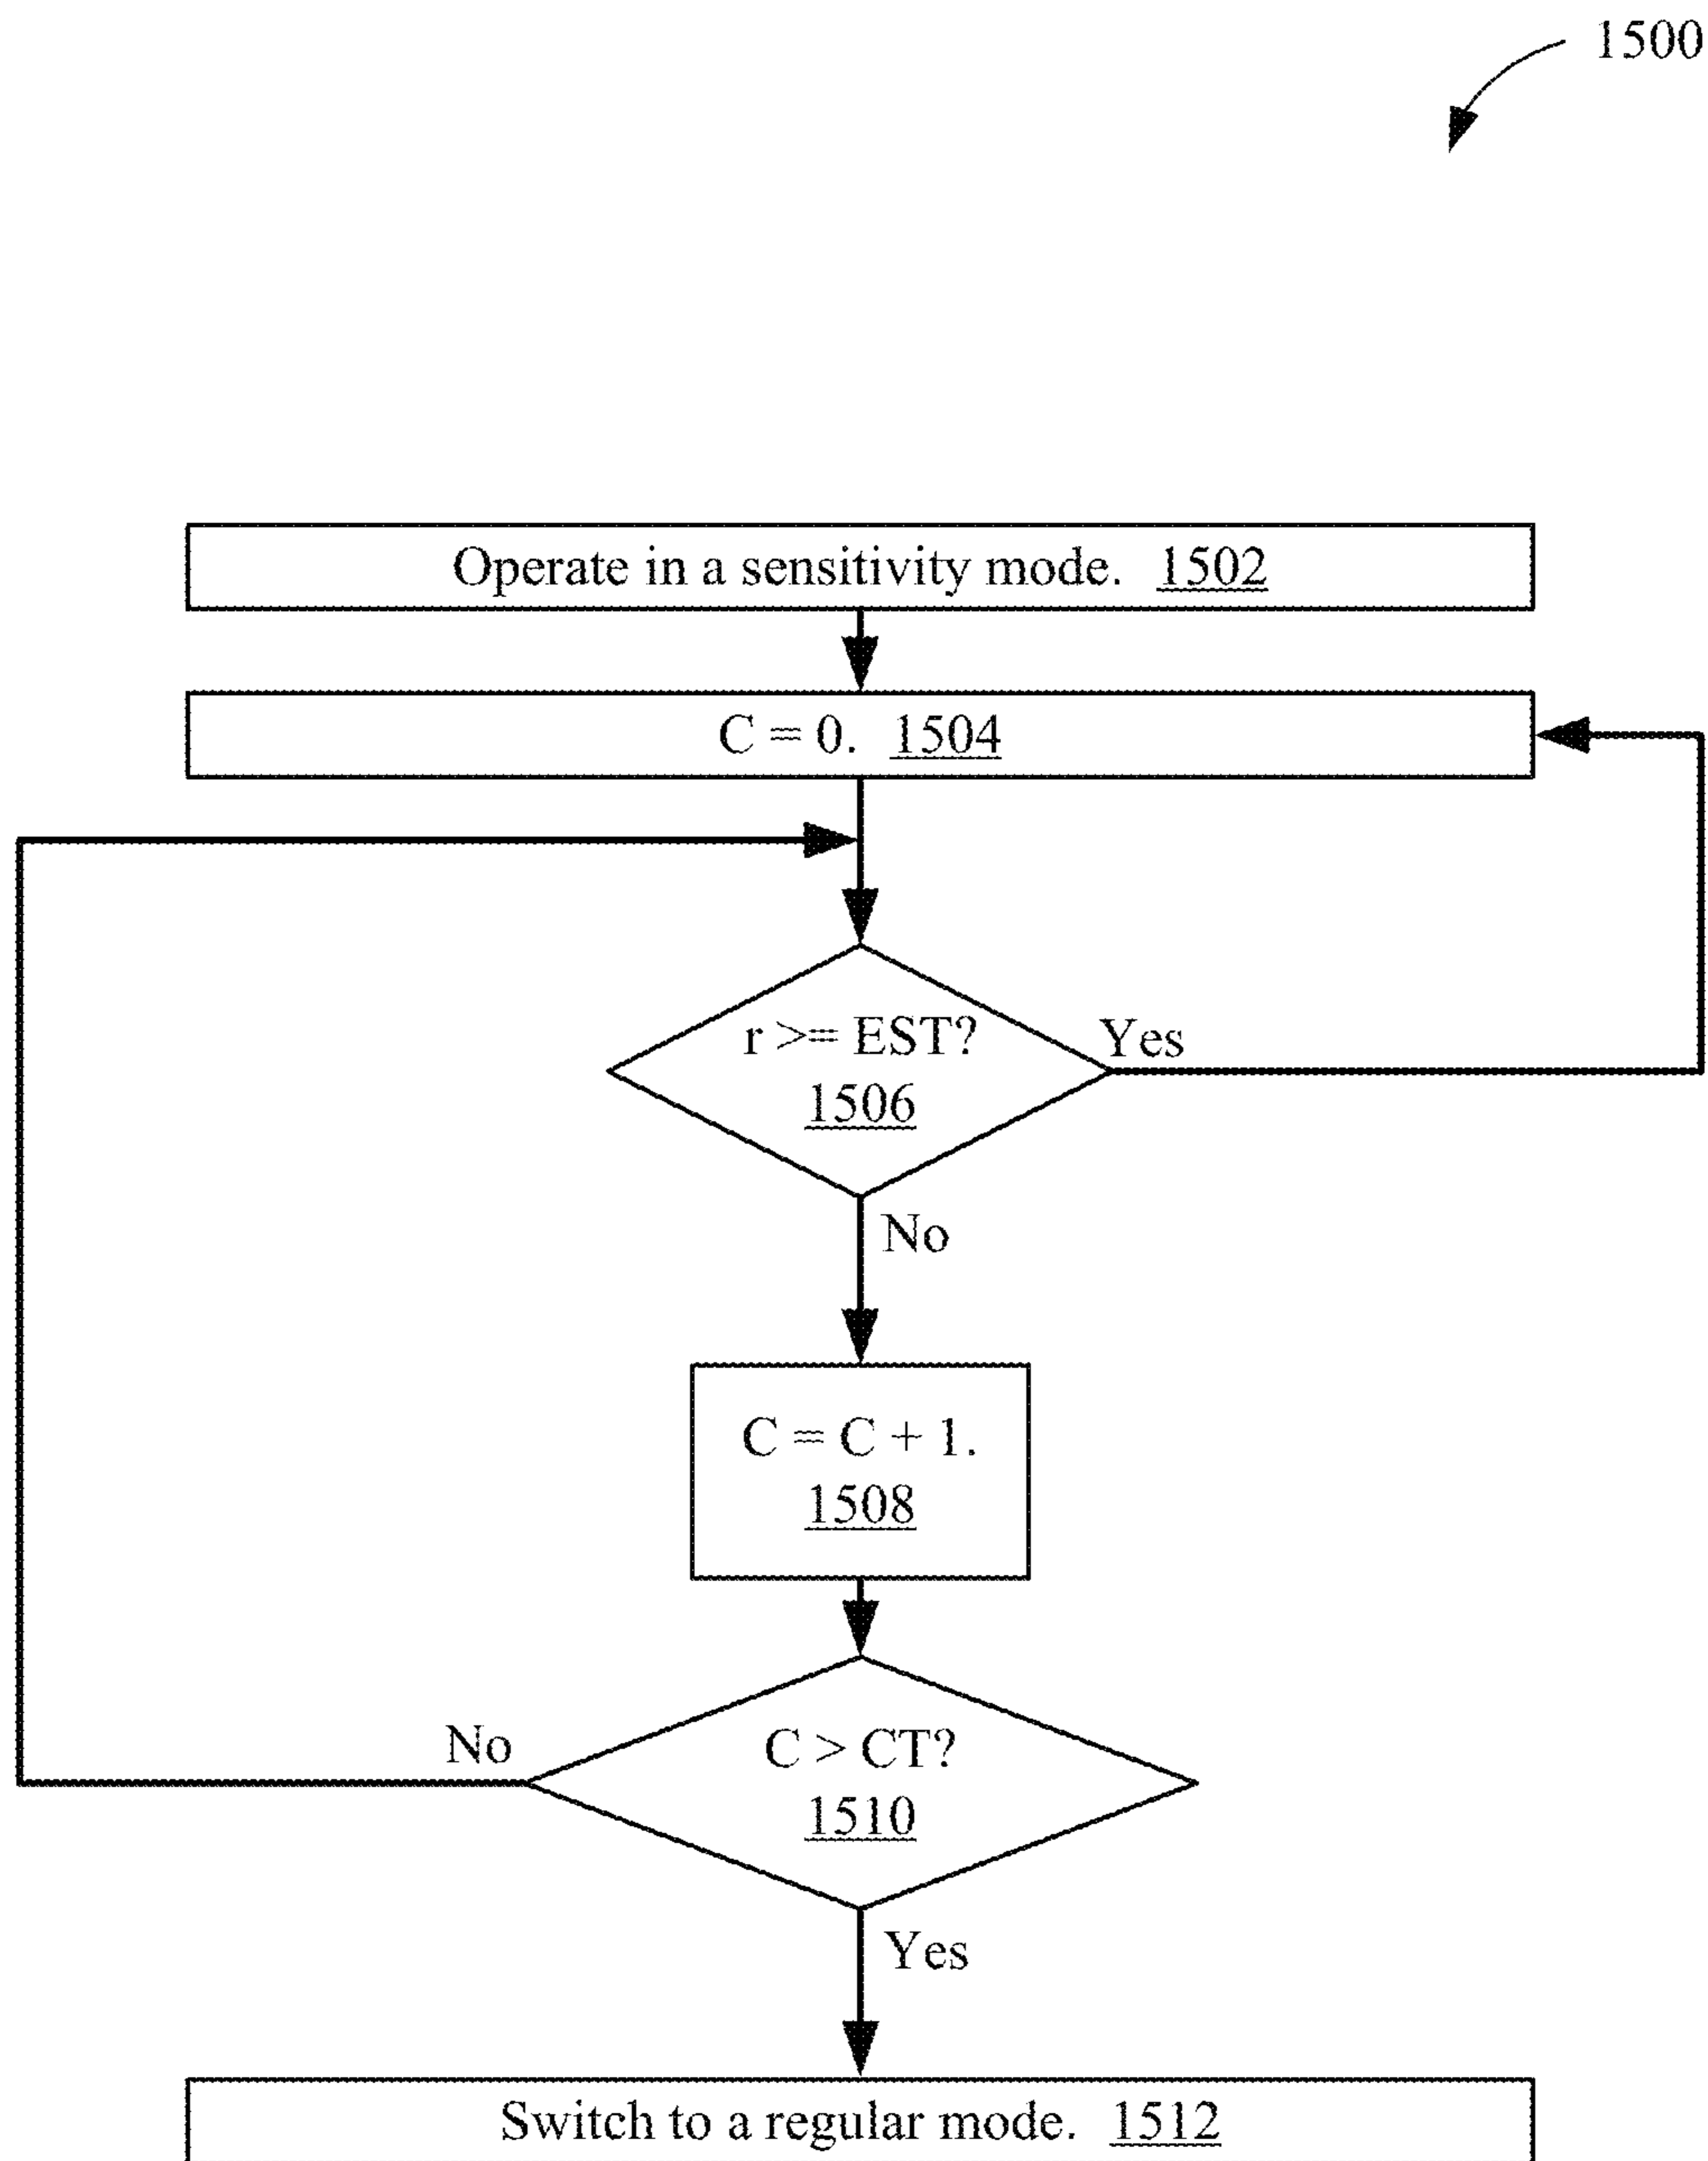 1500
Operate in a sensitivity mode. 1502
C = 0. 1504
r >= EST?
1506
Yes
No
C = C + 1.
1508
C > CT?
1510
No
Yes
Switch to a regular mode. 1512